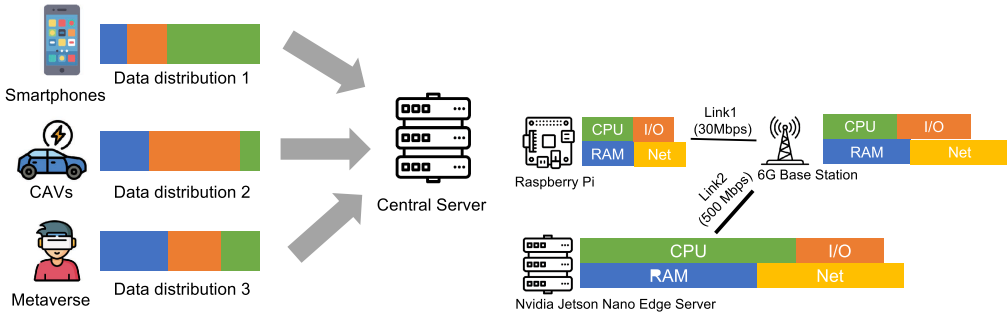 Data distribution 1
Smartphones
Data distribution 2
CAVs
Data distribution 3
Metaverse
Central Server
CPU I/O
RAM Net
Raspberry Pi
Link1
(30Mbps)
CPU I/O
RAM Net
6G Base Station
Link2
(500 Mbps)
CPU I/O
RAM Net
Nvidia Jetson Nano Edge Server